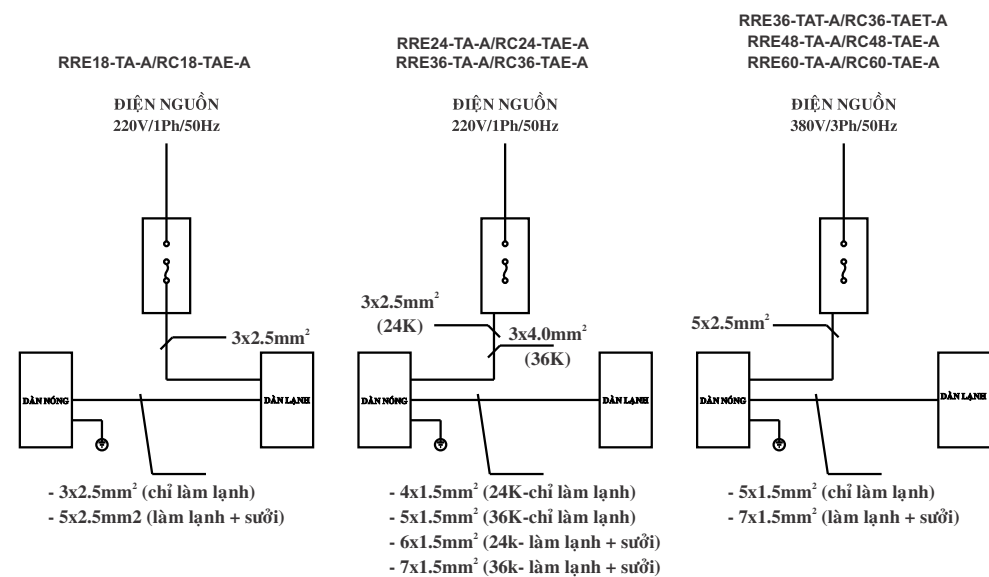 RRE18-TA-A/RC18-TAE-A
ĐIỆN NGUỒN
220V/1Ph/50Hz
3x2.5mm²
DÀN NÓNG
DÀN LẠNH
- 3x2.5mm² (chỉ làm lạnh)
- 5x2.5mm2 (làm lạnh + sưởi)
RRE24-TA-A/RC24-TAE-A
RRE36-TA-A/RC36-TAE-A
ĐIỆN NGUỒN
220V/1Ph/50Hz
3x2.5mm²
(24K)
3x4.0mm²
(36K)
DÀN NÓNG
DÀN LẠNH
- 4x1.5mm² (24K-chỉ làm lạnh)
- 5x1.5mm² (36K-chỉ làm lạnh)
- 6x1.5mm² (24k- làm lạnh + sưởi)
- 7x1.5mm² (36k- làm lạnh + sưởi)
RRE36-TAT-A/RC36-TAET-A
RRE48-TA-A/RC48-TAE-A
RRE60-TA-A/RC60-TAE-A
ĐIỆN NGUỒN
380V/3Ph/50Hz
5x2.5mm²
DÀN NÓNG
DÀN LẠNH
- 5x1.5mm² (chỉ làm lạnh)
- 7x1.5mm² (làm lạnh + sưởi)